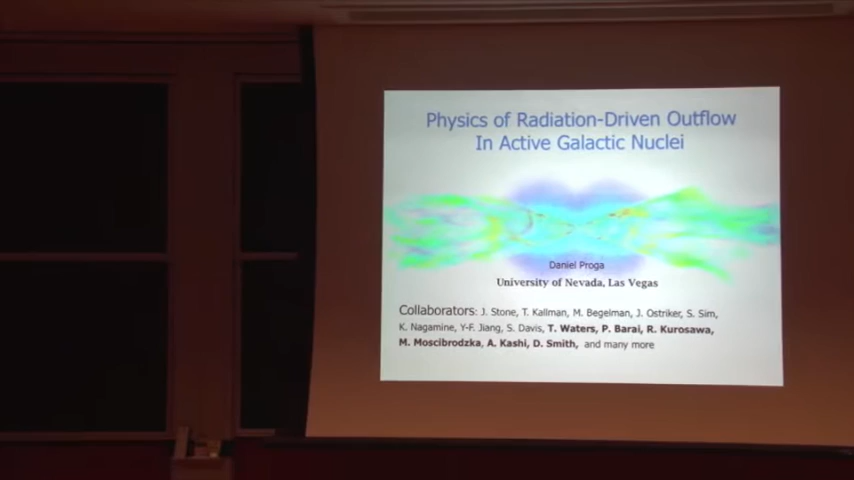 Physics of Radiation-Driven Outflow
In Active Galactic Nuclei
Daniel Proga
University of Nevada, Las Vegas
Collaborators: J. Stone, T. Kallman, M. Begelman, J. Ostriker, S. Sim,
K. Nagamine, Y-F. Jiang, S. Davis, T. Waters, P. Barai, R. Kurosawa,
M. Moscibrodzka, A. Kashi, D. Smith, and many more